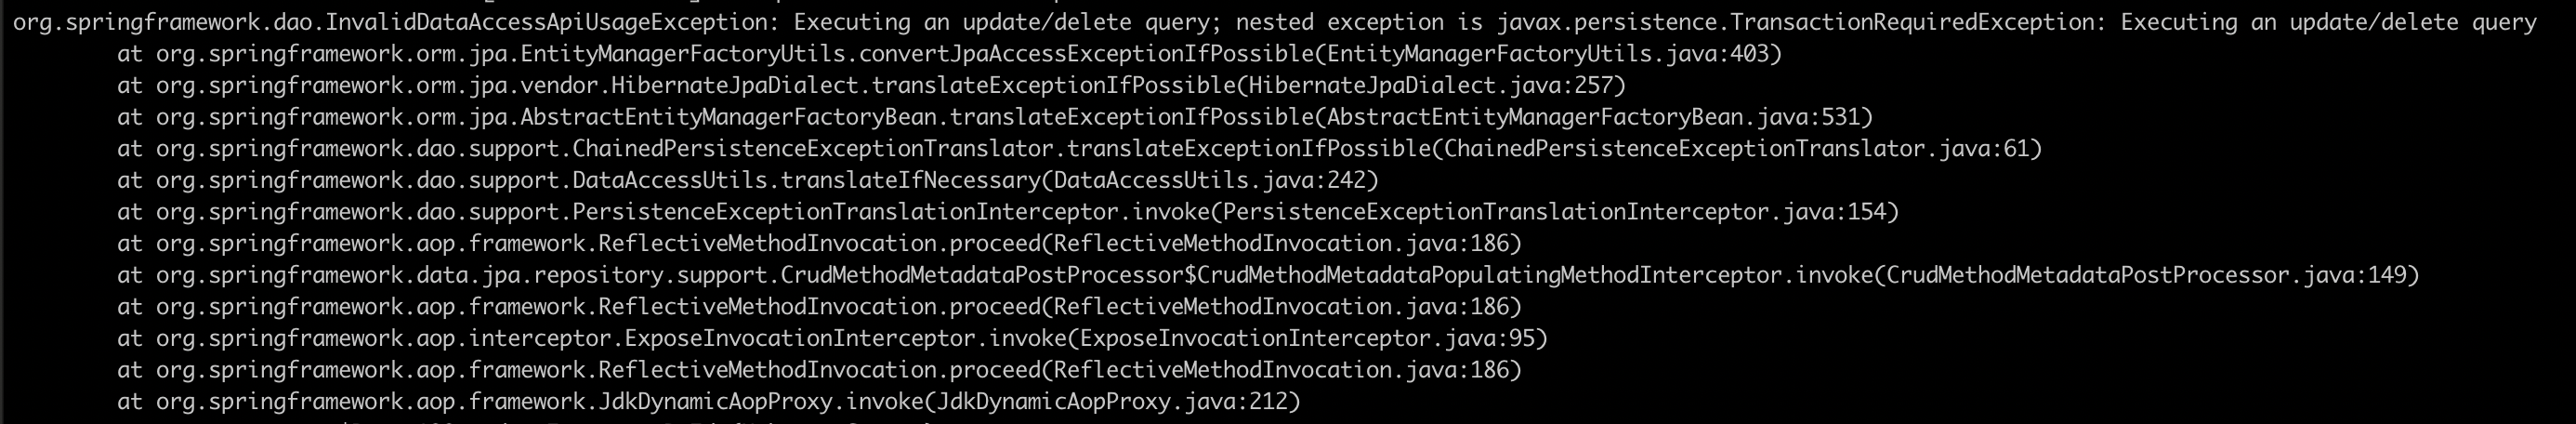 org.springframework.dao.InvalidDataAccessApiUsageException: Executing an update/delete query; nested exception is javax.persistence.TransactionRequiredException: Executing an update/delete query
at org.springframework.orm.jpa.EntityManagerFactoryUtils.convertJpaAccessExceptionIfPossible(EntityManagerFactoryUtils.java:403)
at org.springframework.orm.jpa.vendor.HibernateJpaDialect.translateExceptionIfPossible(HibernateJpaDialect.java:257)
at org.springframework.orm.jpa.AbstractEntityManagerFactoryBean.translateExceptionIfPossible(AbstractEntityManagerFactoryBean.java:531)
at org.springframework.dao.support.ChainedPersistenceExceptionTranslator.translateExceptionIfPossible(ChainedPersistenceExceptionTranslator.java:61)
at org.springframework.dao.support.DataAccessUtils.translateIfNecessary(DataAccessUtils.java:242)
at org.springframework.dao.support.PersistenceExceptionTranslationInterceptor.invoke(PersistenceExceptionTranslationInterceptor.java:154)
at org.springframework.aop.framework.ReflectiveMethodInvocation.proceed(ReflectiveMethodInvocation.java:186)
at org.springframework.data.jpa.repository.support.CrudMethodMetadataPostProcessor$CrudMethodMetadataPopulatingMethodInterceptor.invoke(CrudMethodMetadataPostProcessor.java:149)
at org.springframework.aop.framework.ReflectiveMethodInvocation.proceed(ReflectiveMethodInvocation.java:186)
at org.springframework.aop.interceptor.ExposeInvocationInterceptor.invoke(ExposeInvocationInterceptor.java:95)
at org.springframework.aop.framework.ReflectiveMethodInvocation.proceed(ReflectiveMethodInvocation.java:186)
at org.springframework.aop.framework.JdkDynamicAopProxy.invoke(JdkDynamicAopProxy.java:212)